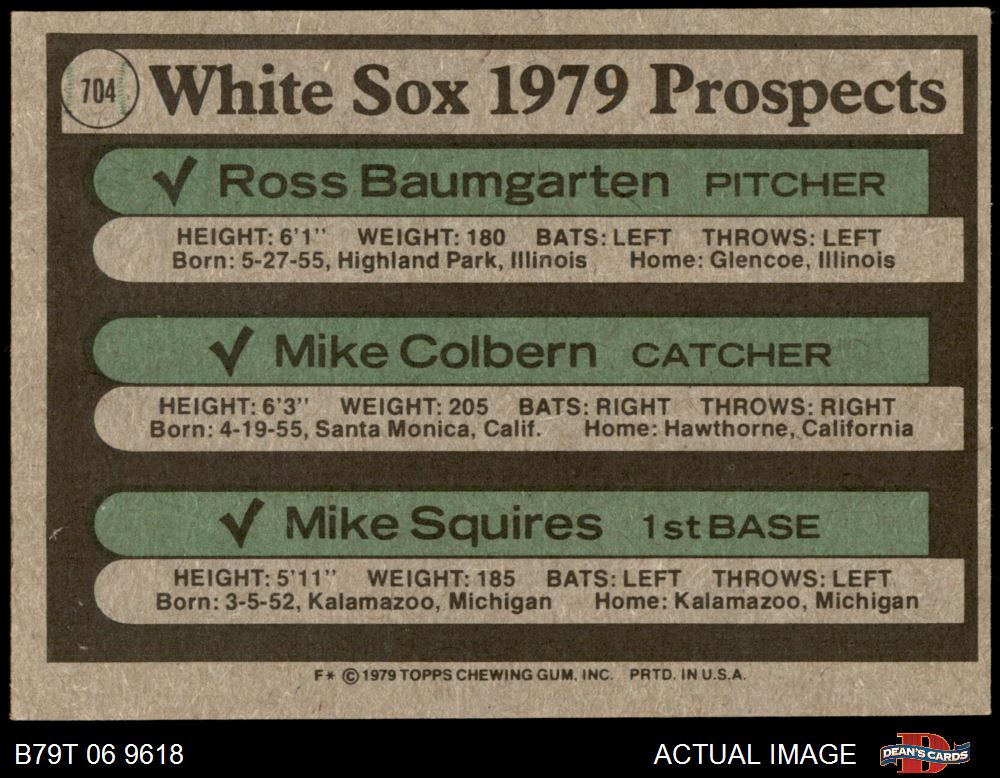 704 White Sox 1979 Prospects
✓ Ross Baumgarten PITCHER
HEIGHT: 6'1" WEIGHT: 180 BATS: LEFT THROWS: LEFT
Born: 5-27-55, Highland Park, Illinois Home: Glencoe, Illinois
✓ Mike Colbern CATCHER
HEIGHT: 6'3" WEIGHT: 205 BATS: RIGHT THROWS: RIGHT
Born: 4-19-55, Santa Monica, Calif. Home: Hawthorne, California
✓ Mike Squires 1st BASE
HEIGHT: 5'11" WEIGHT: 185 BATS: LEFT THROWS: LEFT
Born: 3-5-52, Kalamazoo, Michigan Home: Kalamazoo, Michigan
F* © 1979 TOPPS CHEWING GUM, INC. PRTD. IN U.S.A.
B79T 06 9618 ACTUAL IMAGE D DEAN'S CARDS